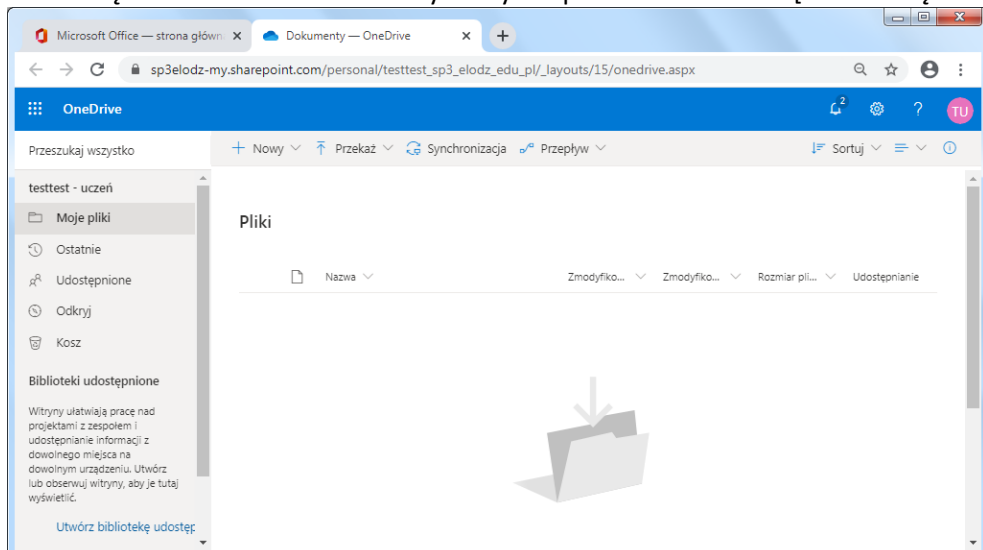 Microsoft Office — strona główn
Dokumenty — OneDrive
sp3elodz-my.sharepoint.com/personal/testtest_sp3_elodz_edu_pl/_layouts/15/onedrive.aspx
OneDrive
2
?
TU
Przeszukaj wszystko
Nowy
Przekaż
Synchronizacja
Przepływ
Sortuj
testtest - uczeń
Moje pliki
Ostatnie
Udostępnione
Odkryj
Kosz
Biblioteki udostępnione
Witryny ułatwiają pracę nad
projektami z zespołem i
udostępnianie informacji z
dowolnego miejsca na
dowolnym urządzeniu. Utwórz
lub obserwuj witryny, aby je tutaj
wyświetlić.
Utwórz bibliotekę udostęp
Pliki
Nazwa
Zmodyfiko...
Zmodyfiko...
Rozmiar pli...
Udostępnianie